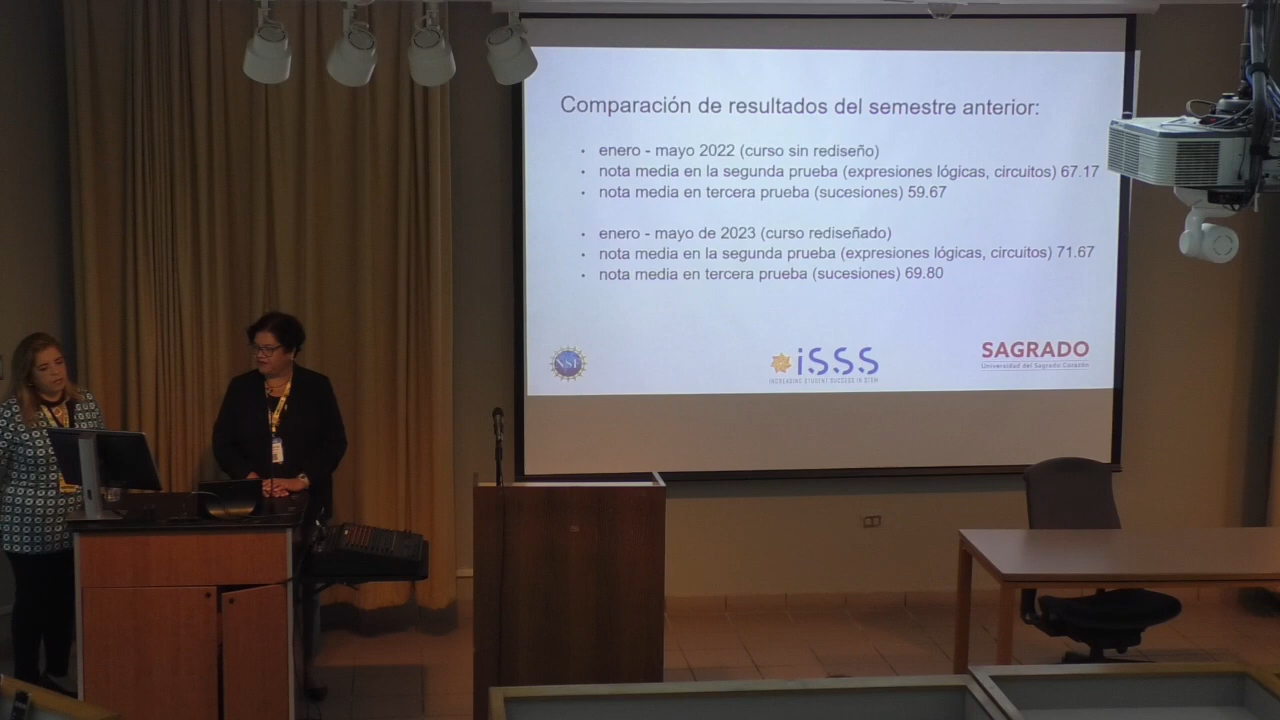 Comparación de resultados del semestre anterior:
• enero - mayo 2022 (curso sin rediseño)
• nota media en la segunda prueba (expresiones lógicas, circuitos) 67.17
• nota media en tercera prueba (sucesiones) 59.67
• enero - mayo de 2023 (curso rediseñado)
• nota media en la segunda prueba (expresiones lógicas, circuitos) 71.67
• nota media en tercera prueba (sucesiones) 69.80
NSF
iSSS
INCREASING STUDENT SUCCESS IN STEM
SAGRADO
Universidad del Sagrado Corazón